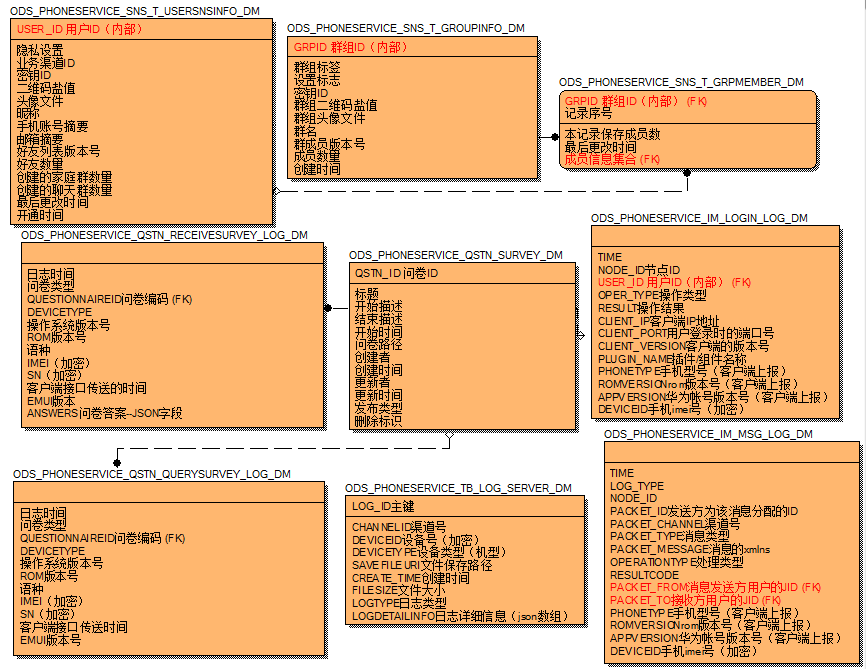 ODS_PHONESERVICE_SNS_T_USERSNSINFO_DM
USER_ID 用户ID（内部）
隐私设置
业务渠道ID
密钥ID
二维码盐值
头像文件
昵称
手机账号摘要
邮箱摘要
好友列表版本号
好友数量
创建的家庭群数量
创建的聊天群数量
最后更改时间
开通时间
ODS_PHONESERVICE_SNS_T_GROUPINFO_DM
GRPID 群组ID（内部）
群组标签
设置标志
密钥ID
群组二维码盐值
群组头像文件
群名
群成员版本号
成员数量
创建时间
ODS_PHONESERVICE_SNS_T_GRPMEMBER_DM
GRPID 群组ID（内部）(FK)
记录序号
本记录保存成员数
最后更改时间
成员信息集合 (FK)
ODS_PHONESERVICE_QSTN_RECEIVESURVEY_LOG_DM
日志时间
问卷类型
QUESTIONNAIREID问卷编码 (FK)
DEVICETYPE
操作系统版本号
ROM版本号
语种
IMEI（加密）
SN（加密）
客户端接口传送的时间
EMUI版本
ANSWERS问卷答案--JSON字段
ODS_PHONESERVICE_QSTN_SURVEY_DM
QSTN_ID 问卷ID
标题
开始描述
结束描述
开始时间
问卷路径
创建者
创建时间
更新者
更新时间
发布类型
删除标识
ODS_PHONESERVICE_IM_LOGIN_LOG_DM
TIME
NODE_ID节点ID
USER_ID 用户ID（内部） (FK)
OPER_TYPE操作类型
RESULT操作结果
CLIENT_IP客户端IP地址
CLIENT_PORT用户登录时的端口号
CLIENT_VERSION客户端的版本号
PLUGIN_NAME插件/组件名称
PHONETYPE手机型号（客户端上报）
ROMVERSIONrom版本号（客户端上报）
APPVERSION华为帐号版本号（客户端上报）
DEVICEID手机imei号（加密）
ODS_PHONESERVICE_QSTN_QUERYSURVEY_LOG_DM
日志时间
问卷类型
QUESTIONNAIREID问卷编码 (FK)
DEVICETYPE
操作系统版本号
ROM版本号
语种
IMEI（加密）
SN（加密）
客户端接口传送时间
EMUI版本号
ODS_PHONESERVICE_TB_LOG_SERVER_DM
LOG_ID主键
CHANNELID渠道号
DEVICEID设备号（加密）
DEVICETYPE设备类型（机型）
SAVEFILEURI文件保存路径
CREATE_TIME创建时间
FILESIZE文件大小
LOGTYPE日志类型
LOGDETAILINFO日志详细信息（json数组）
ODS_PHONESERVICE_IM_MSG_LOG_DM
TIME
LOG_TYPE
NODE_ID
PACKET_ID发送方为该消息分配的ID
PACKET_CHANNEL渠道号
PACKET_TYPE消息类型
PACKET_MESSAGE消息的xmlns
OPERATIONTYPE处理类型
RESULTCODE
PACKET_FROM消息发送方用户的JID (FK)
PACKET_TO接收方用户的JID (FK)
PHONETYPE手机型号（客户端上报）
ROMVERSIONrom版本号（客户端上报）
APPVERSION华为帐号版本号（客户端上报）
DEVICEID手机imei号（加密）